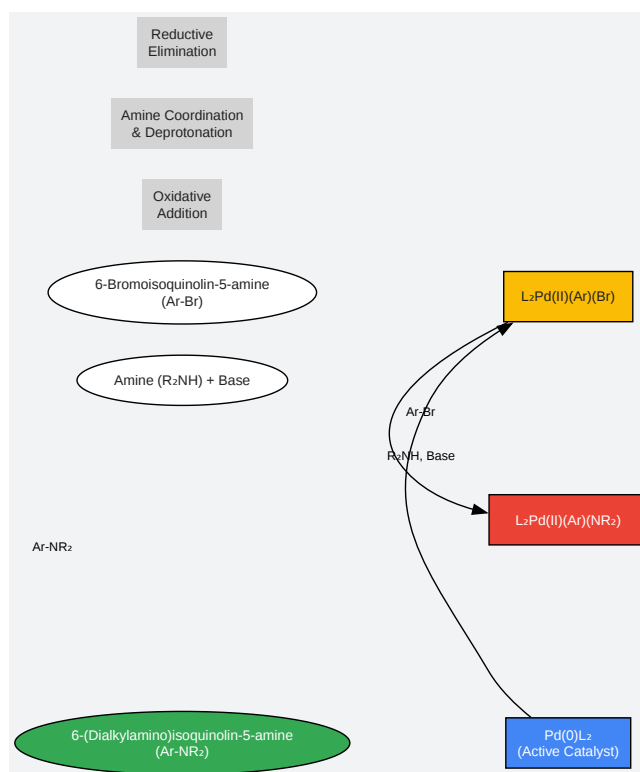 Reductive
Elimination
Amine Coordination
& Deprotonation
Oxidative
Addition
6-Bromoisoquinolin-5-amine
(Ar-Br)
L₂Pd(II)(Ar)(Br)
Amine (R₂NH) + Base
Ar-Br
R₂NH, Base
L₂Pd(II)(Ar)(NR₂)
Ar-NR₂
6-(Dialkylamino)isoquinolin-5-amine
(Ar-NR₂)
Pd(0)L₂
(Active Catalyst)